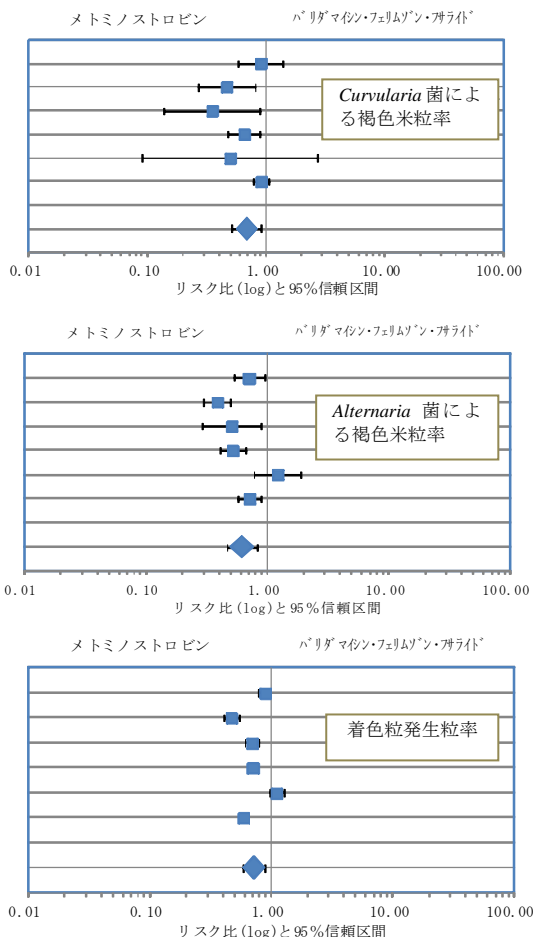 メトミノストロビン ﾊﾞﾘﾀﾞﾏｲｼﾝ･ﾌｪﾘﾑｿﾞﾝ･ﾌｻﾗｲﾄﾞ
Curvularia 菌によ
る褐色米粒率
0.01 0.10 1.00 10.00 100.00
リスク比(log)と95%信頼区間
メトミノストロビン ﾊﾞﾘﾀﾞﾏｲｼﾝ･ﾌｪﾘﾑｿﾞﾝ･ﾌｻﾗｲﾄﾞ
Alternaria 菌によ
る褐色米粒率
0.01 0.10 1.00 10.00 100.00
リスク比(log)と95%信頼区間
メトミノストロビン ﾊﾞﾘﾀﾞﾏｲｼﾝ･ﾌｪﾘﾑｿﾞﾝ･ﾌｻﾗｲﾄﾞ
着色粒発生粒率
0.01 0.10 1.00 10.00 100.00
リスク比(log)と95%信頼区間